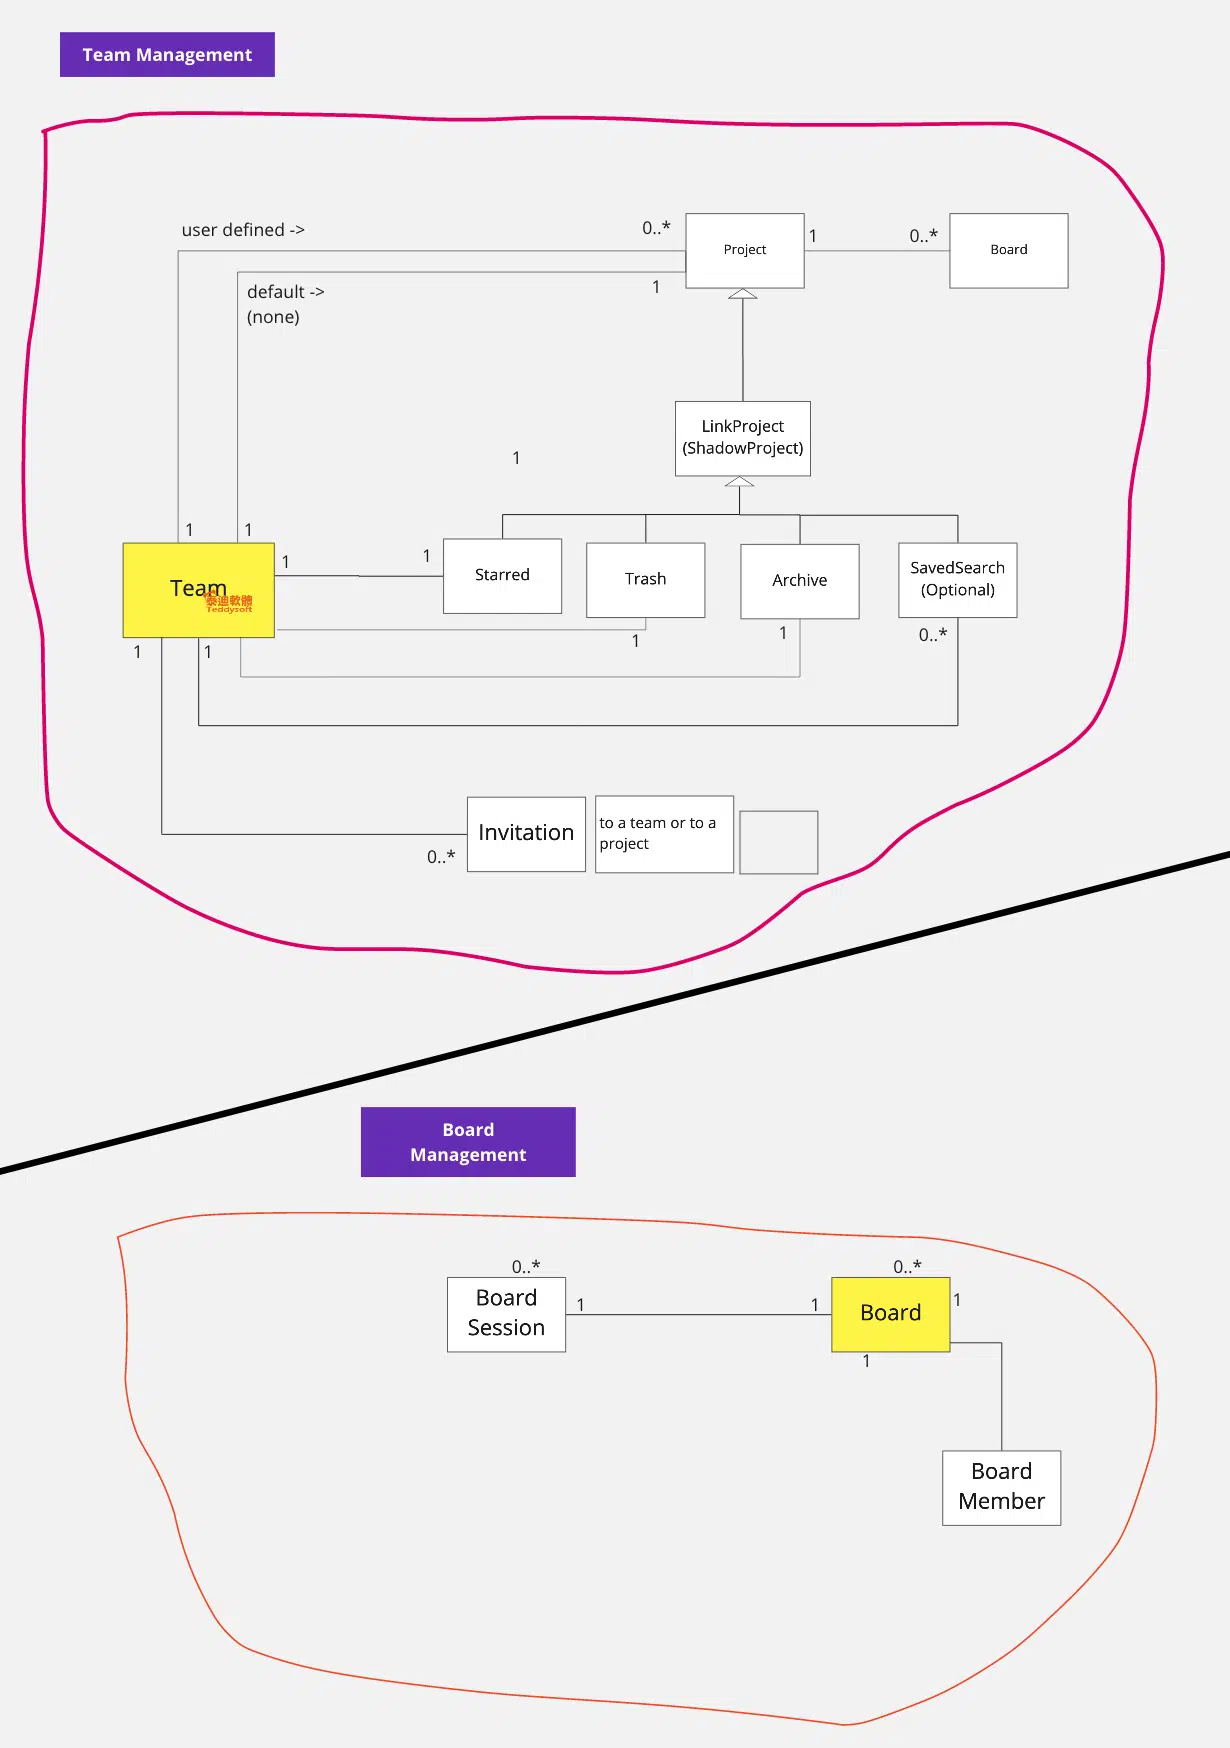 Team Management
user defined ->
0..*
Project
1
0..*
Board
default ->
(none)
1
LinkProject
(ShadowProject)
1
1
1
Team
泰迪軟體
Teddysoft
1
1
Starred
Trash
Archive
SavedSearch
(Optional)
1
1
1
1
0..*
Invitation
to a team or to a
project
0..*
Board
Management
0..*
0..*
Board
Session
1
1
Board
1
1
Board
Member